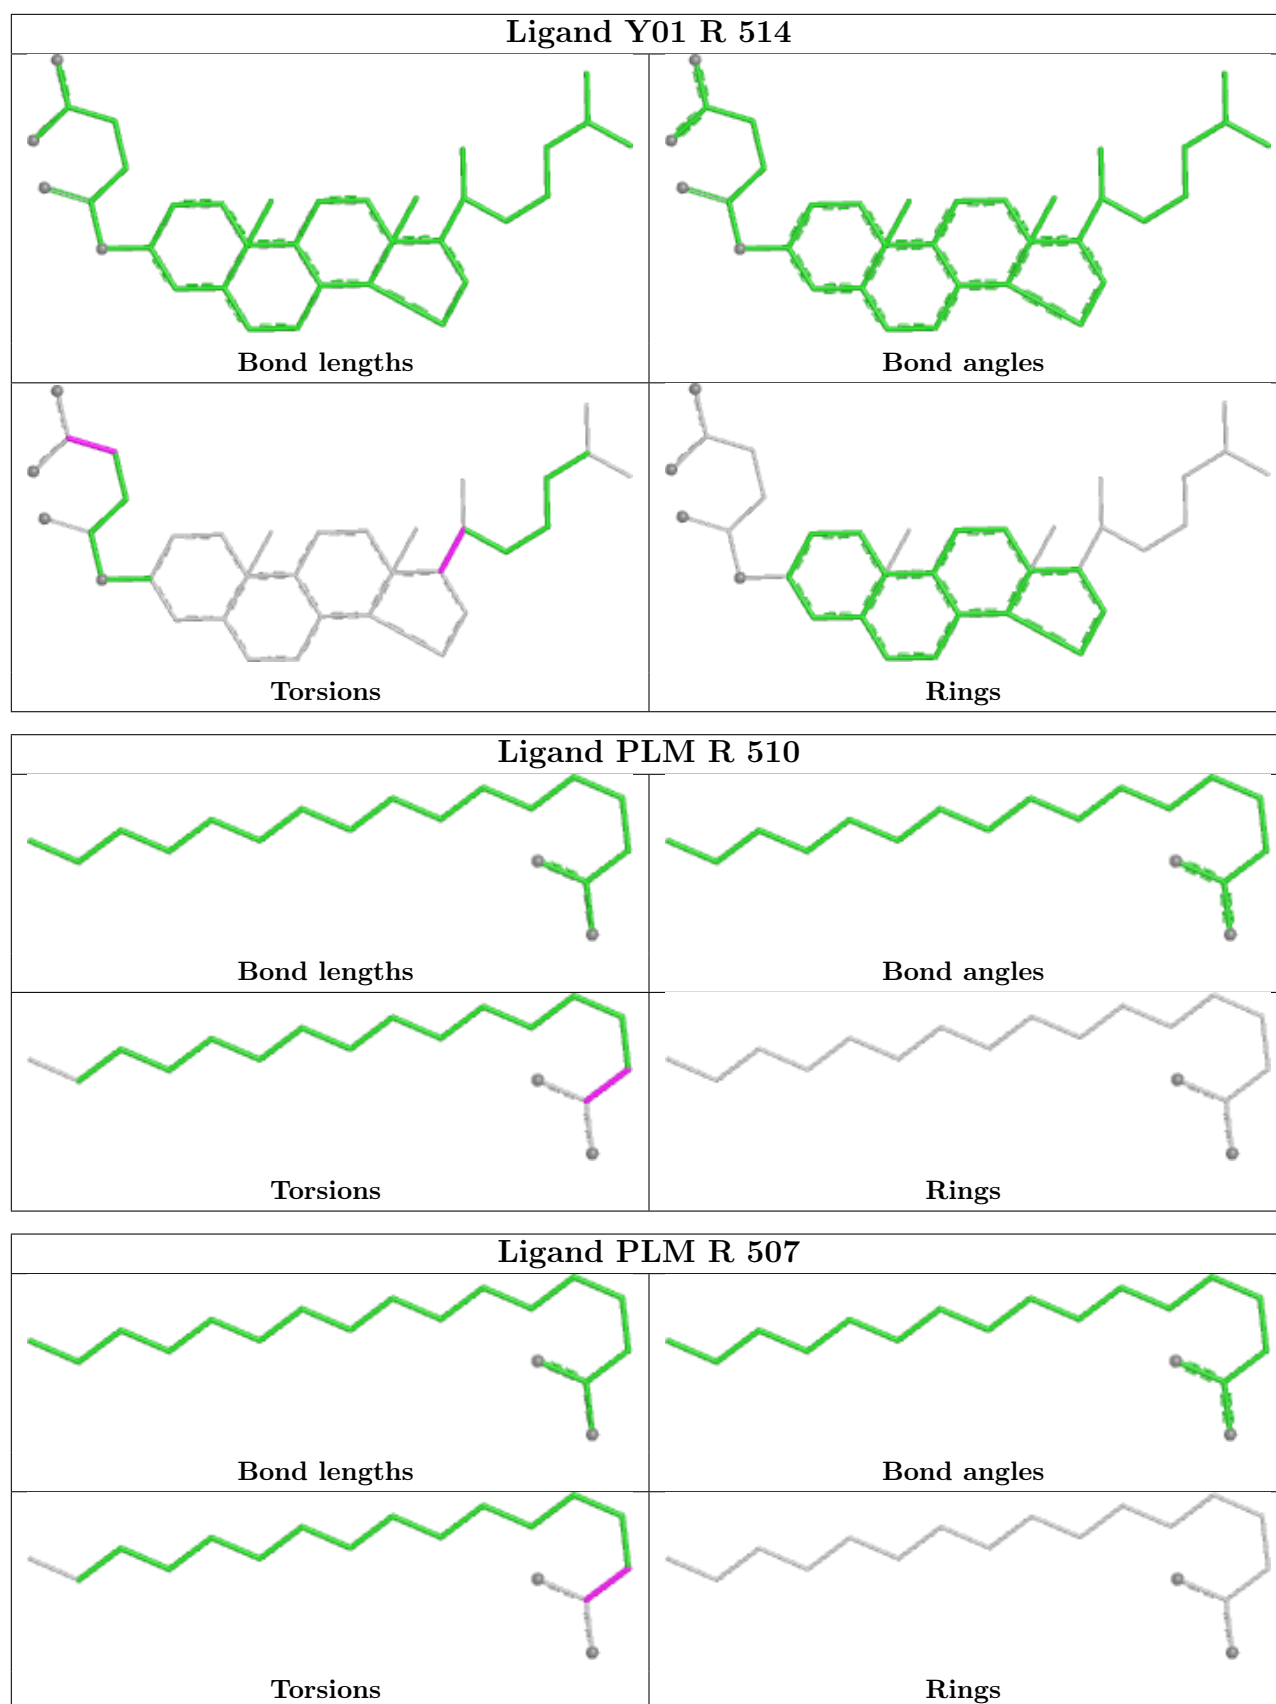 Ligand Y01 R 514
Bond lengths
Bond angles
Torsions
Rings
Ligand PLM R 510
Bond lengths
Bond angles
Torsions
Rings
Ligand PLM R 507
Bond lengths
Bond angles
Torsions
Rings